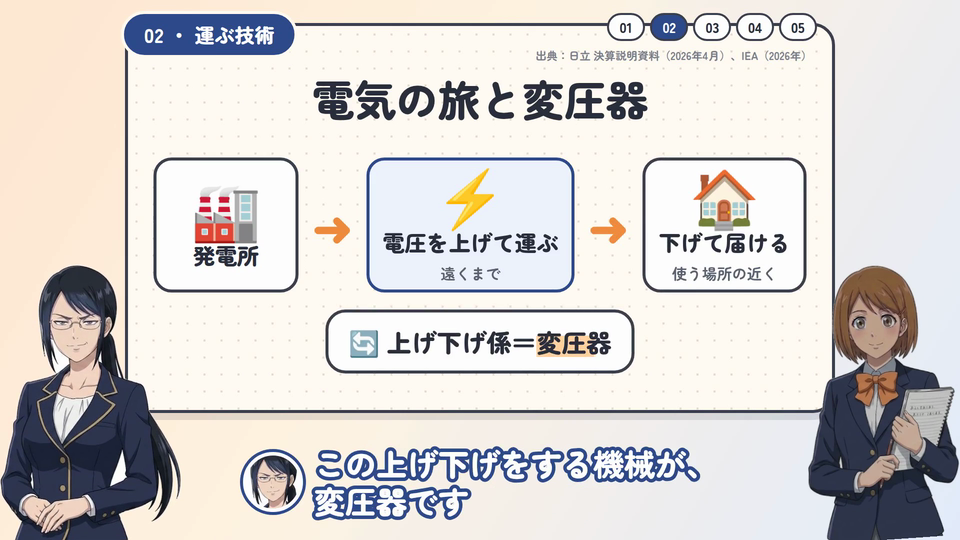 02 ・ 運ぶ技術
01 02 03 04 05
出典：日立 決算説明資料（2026年4月）、IEA（2026年）
電気の旅と変圧器
発電所
電圧を上げて運ぶ
遠くまで
下げて届ける
使う場所の近く
上げ下げ係＝変圧器
この上げ下げをする機械が、
変圧器です